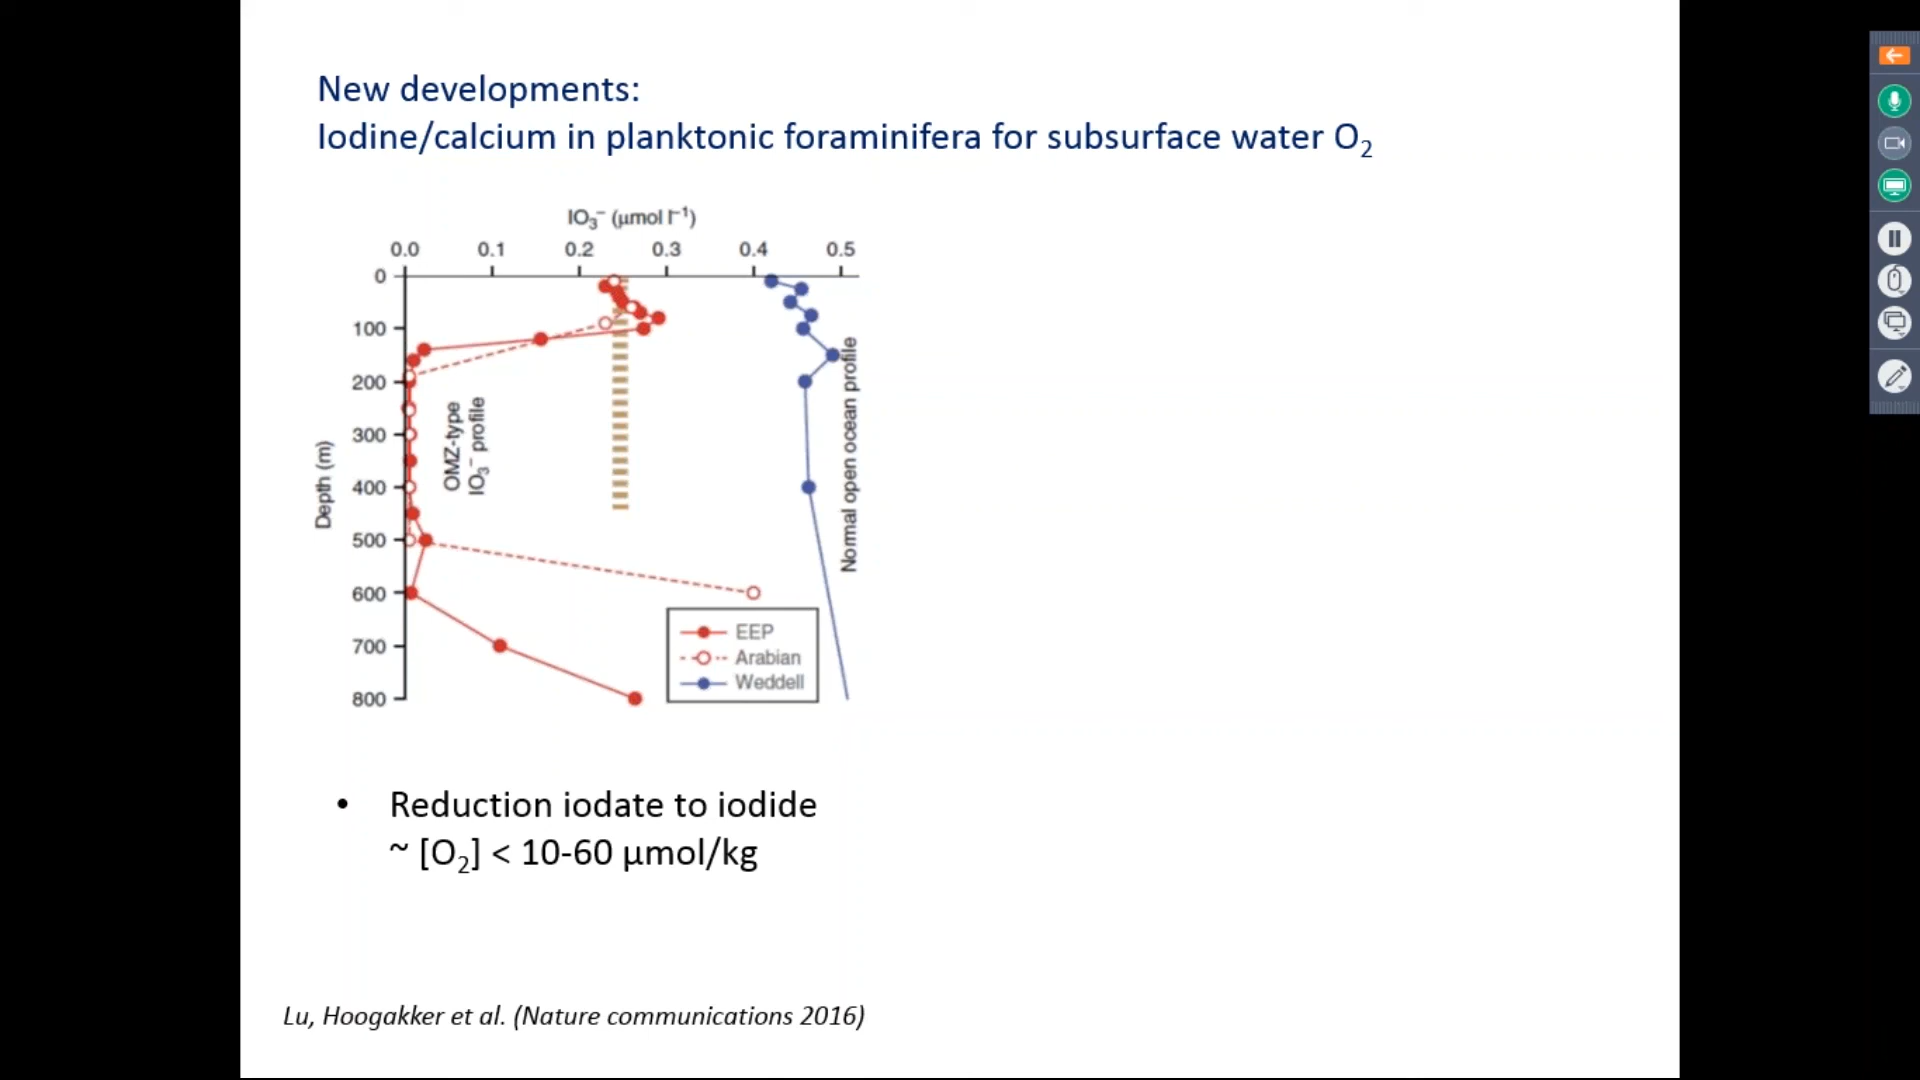 New developments:
Iodine/calcium in planktonic foraminifera for subsurface water O₂
IO₃⁻ (µmol l⁻¹)
0.0 0.1 0.2 0.3 0.4 0.5
0
100
200
300
400
500
600
700
800
Depth (m)
OMZ-type
IO₃⁻ profile
Normal open ocean profile
EEP
Arabian
Weddell
• Reduction iodate to iodide
~ [O₂] < 10-60 µmol/kg
Lu, Hoogakker et al. (Nature communications 2016)